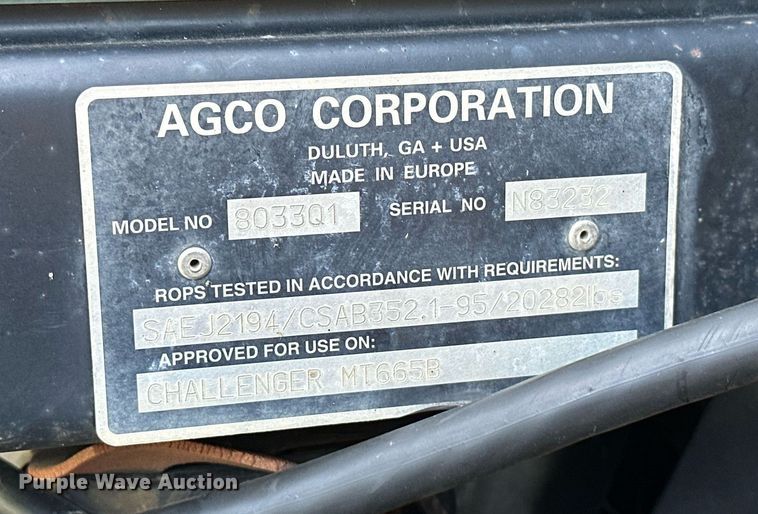 AGCO CORPORATION
DULUTH, GA + USA
MADE IN EUROPE
MODEL NO 8033Q1 SERIAL NO N83232
ROPS TESTED IN ACCORDANCE WITH REQUIREMENTS:
SAEJ2194/CSAB352.1-95/20282lbs
APPROVED FOR USE ON:
CHALLENGER MT665B
Purple Wave Auction